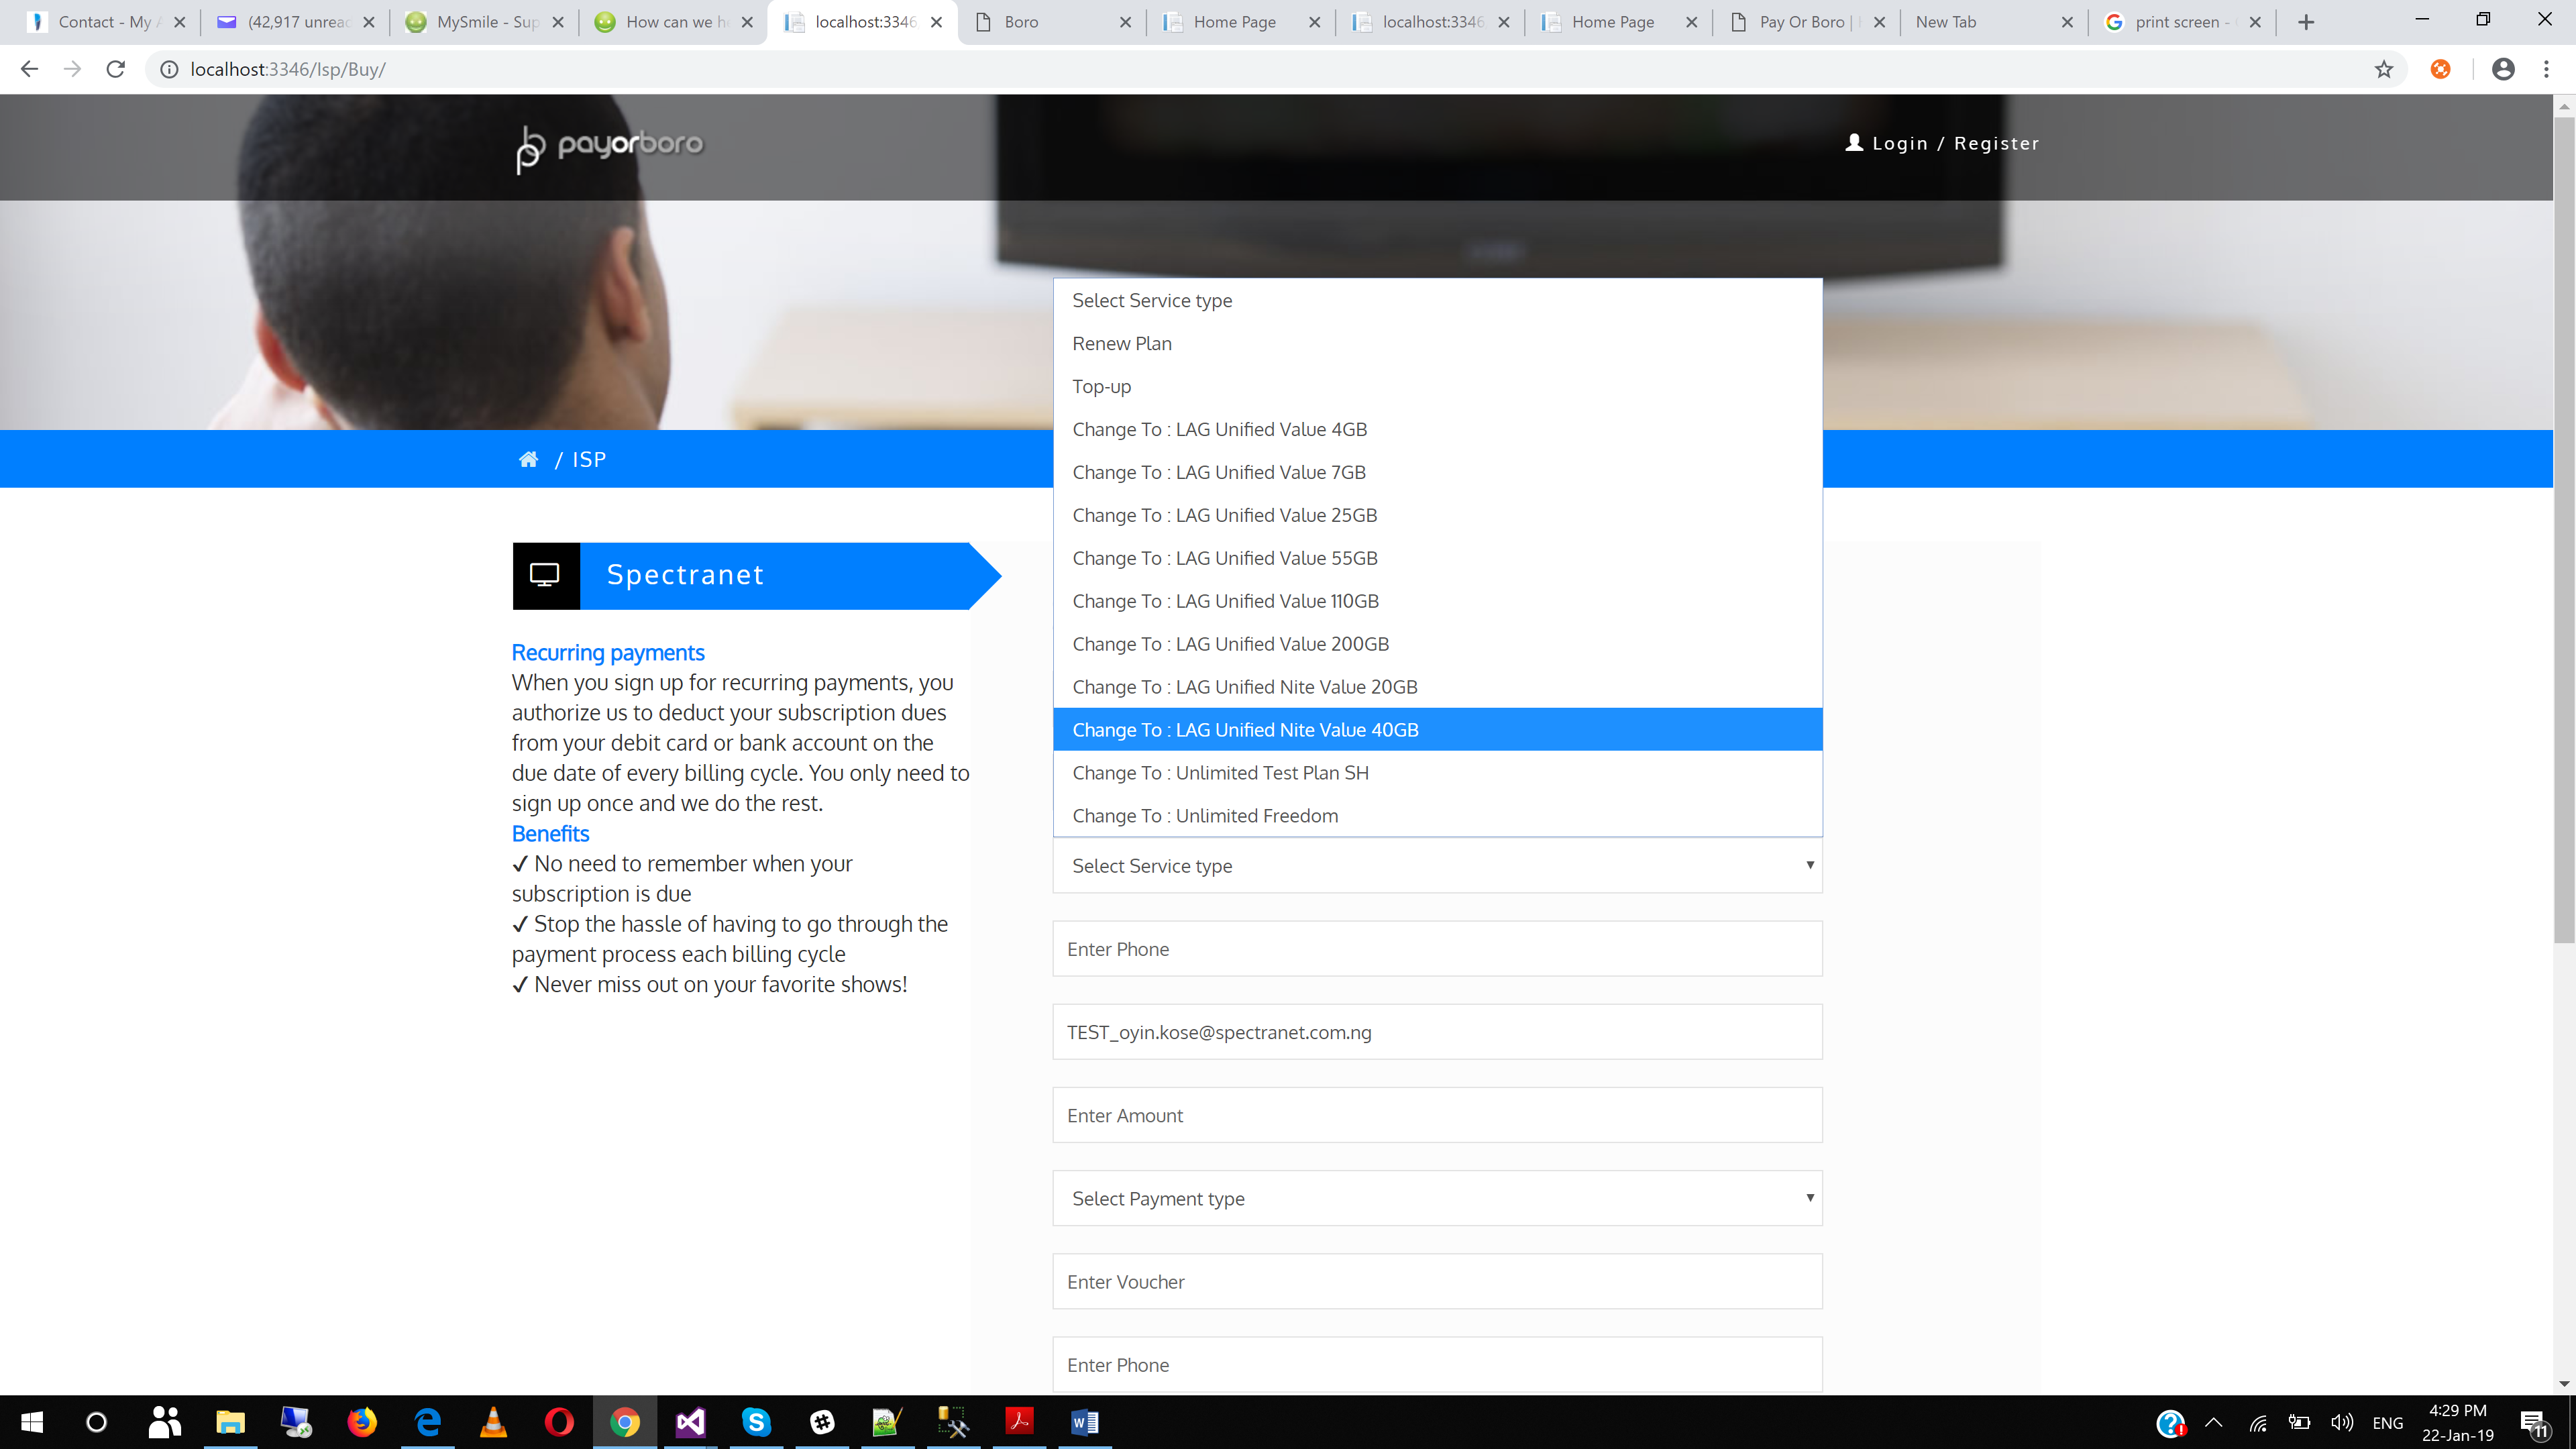 Contact - My A
(42,917 unread
MySmile - Sup
How can we he
localhost:3346
Boro
Home Page
localhost:3346
Home Page
Pay Or Boro |
New Tab
print screen -
localhost:3346/Isp/Buy/
payorboro
Login / Register
/ ISP
Spectranet
Recurring payments
When you sign up for recurring payments, you
authorize us to deduct your subscription dues
from your debit card or bank account on the
due date of every billing cycle. You only need to
sign up once and we do the rest.
Benefits
✓ No need to remember when your
subscription is due
✓ Stop the hassle of having to go through the
payment process each billing cycle
✓ Never miss out on your favorite shows!
Select Service type
Renew Plan
Top-up
Change To : LAG Unified Value 4GB
Change To : LAG Unified Value 7GB
Change To : LAG Unified Value 25GB
Change To : LAG Unified Value 55GB
Change To : LAG Unified Value 110GB
Change To : LAG Unified Value 200GB
Change To : LAG Unified Nite Value 20GB
Change To : LAG Unified Nite Value 40GB
Change To : Unlimited Test Plan SH
Change To : Unlimited Freedom
Select Service type
Enter Phone
TEST_oyin.kose@spectranet.com.ng
Enter Amount
Select Payment type
Enter Voucher
Enter Phone
ENG
4:29 PM
22-Jan-19
11